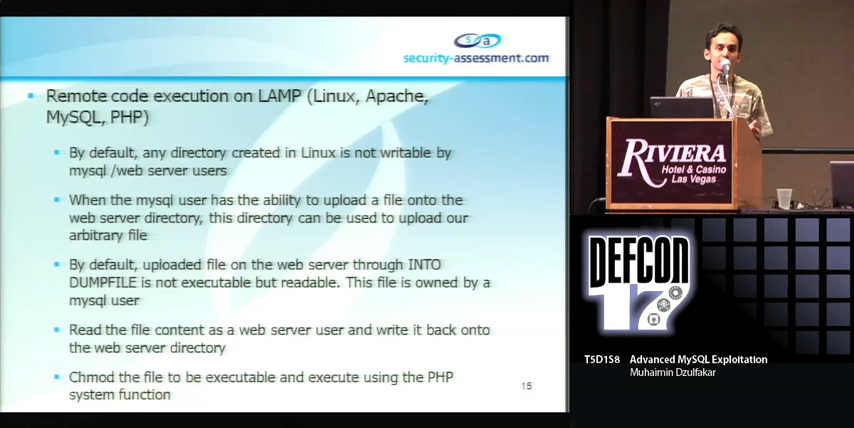 sa
security-assessment.com
Remote code execution on LAMP (Linux, Apache,
MySQL, PHP)
By default, any directory created in Linux is not writable by
mysql /web server users
When the mysql user has the ability to upload a file onto the
web server directory, this directory can be used to upload our
arbitrary file
By default, uploaded file on the web server through INTO
DUMPFILE is not executable but readable. This file is owned by a
mysql user
Read the file content as a web server user and write it back onto
the web server directory
Chmod the file to be executable and execute using the PHP
system function
15
RIVIERA
Hotel & Casino
Las Vegas
DEFCON
17
T5D1S8 Advanced MySQL Exploitation
Muhaimin Dzulfakar